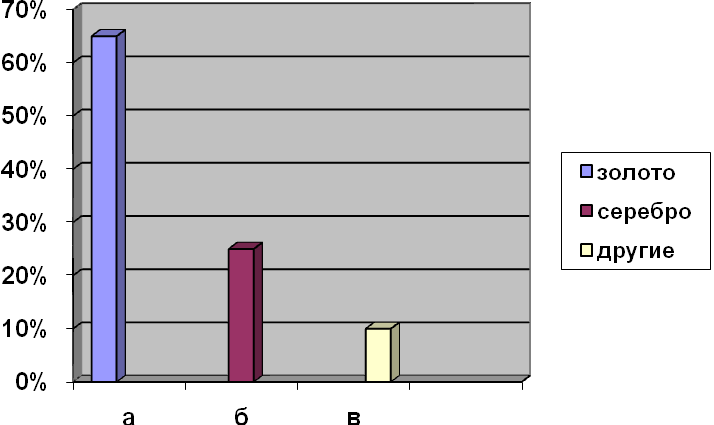 70%
60%
50%
40%
30%
20%
10%
0%
а б в
золото
серебро
другие